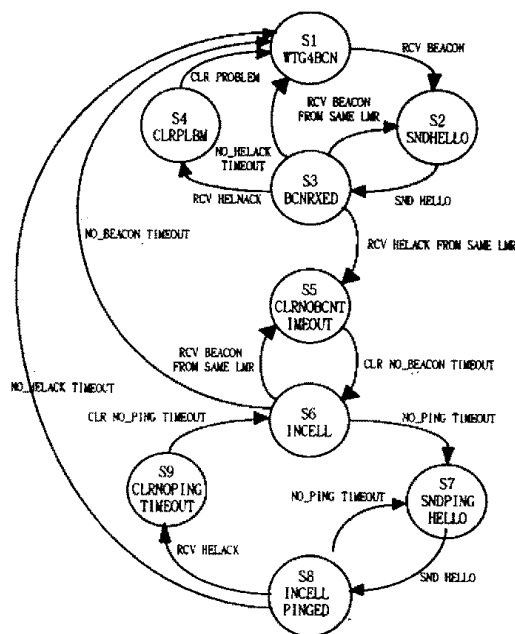 S1
WTG4BCN
RCV BEACON
CLR PROBLEM
S4
CLRPLBM
RCV BEACON
FROM SAME LMR
S2
SNDHELLO
NO_HELACK
TIMEOUT
S3
BCNRXED
RCV HELNACK
SND HELLO
NO_BEACON TIMEOUT
RCV HELACK FROM SAME LMR
S5
CLRNOBCNT
IMEOUT
RCV BEACON
FROM SAME LMR
CLR NO_BEACON TIMEOUT
NO_HELACK TIMEOUT
CLR NO_PING TIMEOUT
S6
INCELL
NO_PING TIMEOUT
S9
CLRNOPING
TIMEOUT
NO_PING TIMEOUT
S7
SNDPING
HELLO
RCV HELACK
S8
INCELL
PINGED
SND HELLO